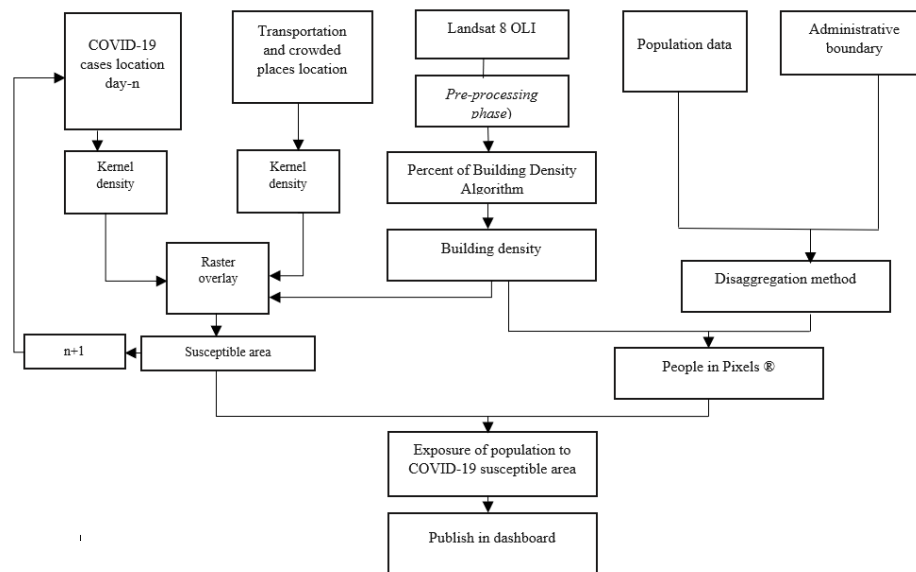 COVID-19
cases location
day-n
Transportation
and crowded
places location
Landsat 8 OLI
Population data
Administrative
boundary
Pre-processing
phase)
Kernel
density
Kernel
density
Percent of Building Density
Algorithm
Building density
Raster
overlay
Disaggregation method
n+1
Susceptible area
People in Pixels ®
Exposure of population to
COVID-19 susceptible area
Publish in dashboard